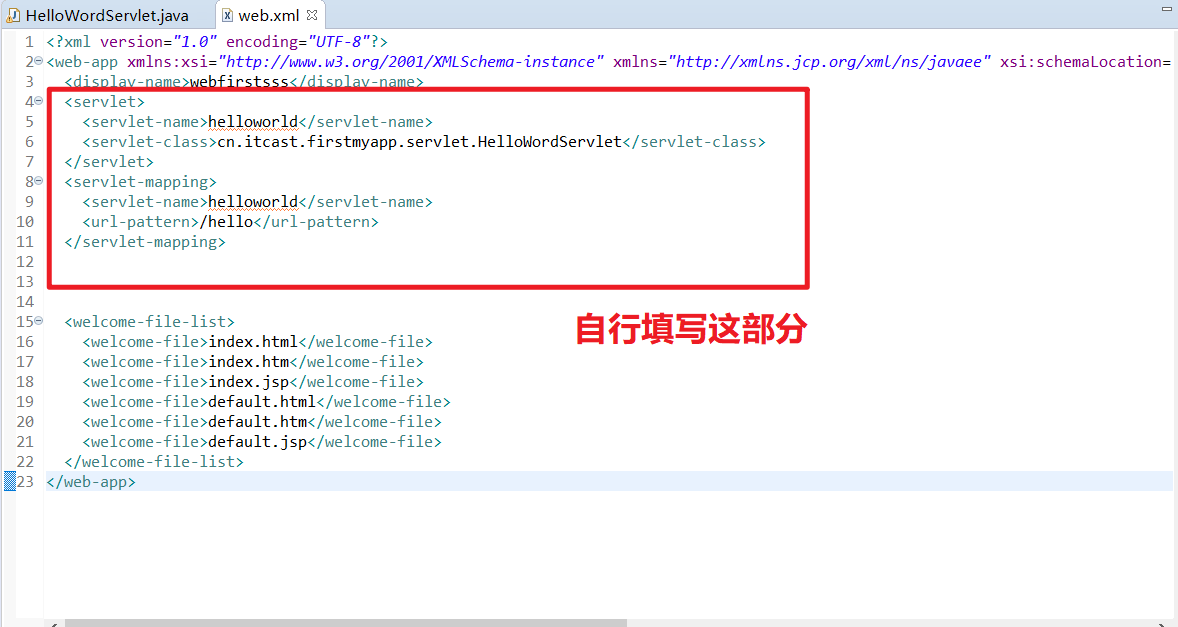 HelloWordServlet.java web.xml
1 <?xml version="1.0" encoding="UTF-8"?>
2 <web-app xmlns:xsi="http://www.w3.org/2001/XMLSchema-instance" xmlns="http://xmlns.jcp.org/xml/ns/javaee" xsi:schemaLocation=
3 <display-name>webfirstsss</display-name>
4 <servlet>
5 <servlet-name>helloworld</servlet-name>
6 <servlet-class>cn.itcast.firstmyapp.servlet.HelloWordServlet</servlet-class>
7 </servlet>
8 <servlet-mapping>
9 <servlet-name>helloworld</servlet-name>
10 <url-pattern>/hello</url-pattern>
11 </servlet-mapping>
12
13
14
15 <welcome-file-list>
自行填写这部分
16 <welcome-file>index.html</welcome-file>
17 <welcome-file>index.htm</welcome-file>
18 <welcome-file>index.jsp</welcome-file>
19 <welcome-file>default.html</welcome-file>
20 <welcome-file>default.htm</welcome-file>
21 <welcome-file>default.jsp</welcome-file>
22 </welcome-file-list>
23 </web-app>